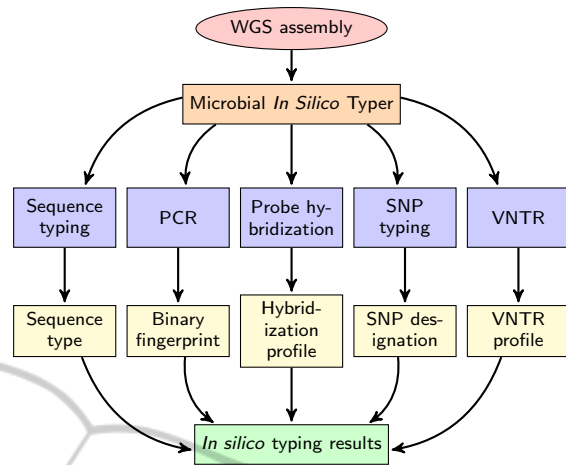 WGS assembly
Microbial In Silico Typer
Sequence
typing
PCR
Probe hy-
bridization
SNP
typing
VNTR
Sequence
type
Binary
fingerprint
Hybrid-
ization
profile
SNP des-
ignation
VNTR
profile
In silico typing results